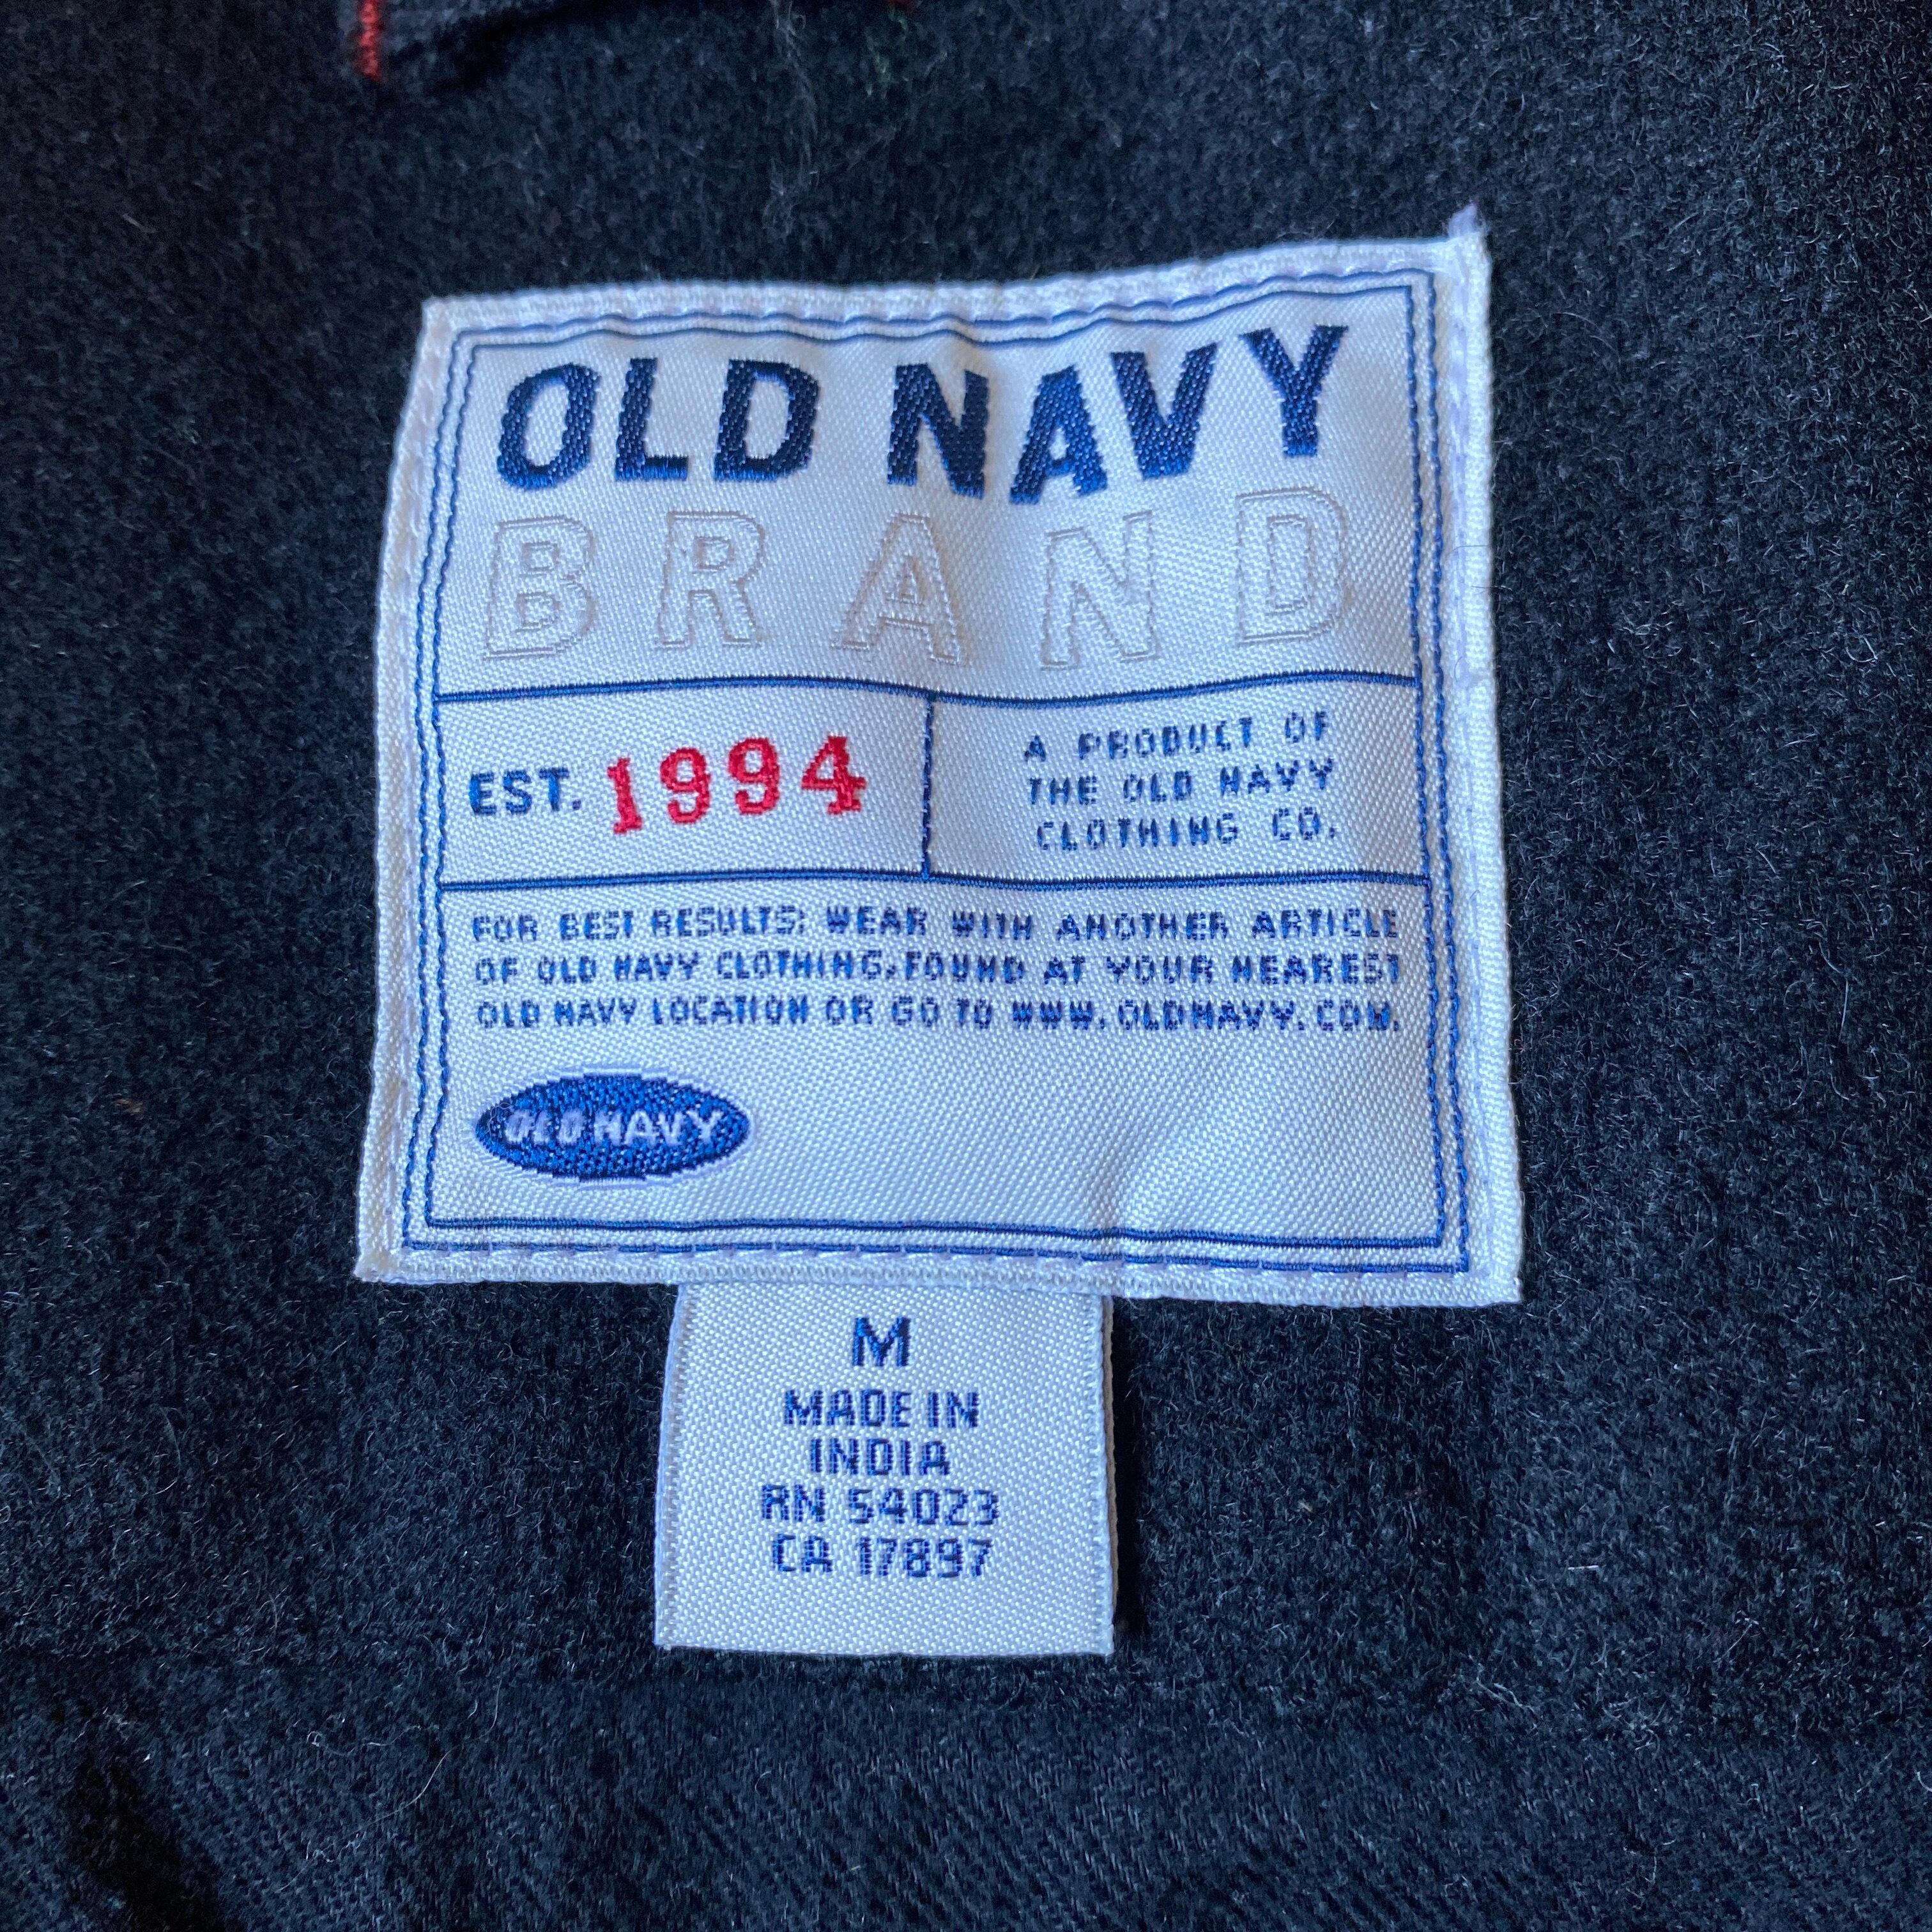 OLD NAVY
BRAND
EST. 1994
A PRODUCT OF
THE OLD NAVY
CLOTHING CO.
FOR BEST RESULTS: WEAR WITH ANOTHER ARTICLE
OF OLD NAVY CLOTHING, FOUND AT YOUR NEAREST
OLD NAVY LOCATION OR GO TO WWW.OLDNAVY.COM.
OLD NAVY
M
MADE IN
INDIA
RN 54023
CA 17897